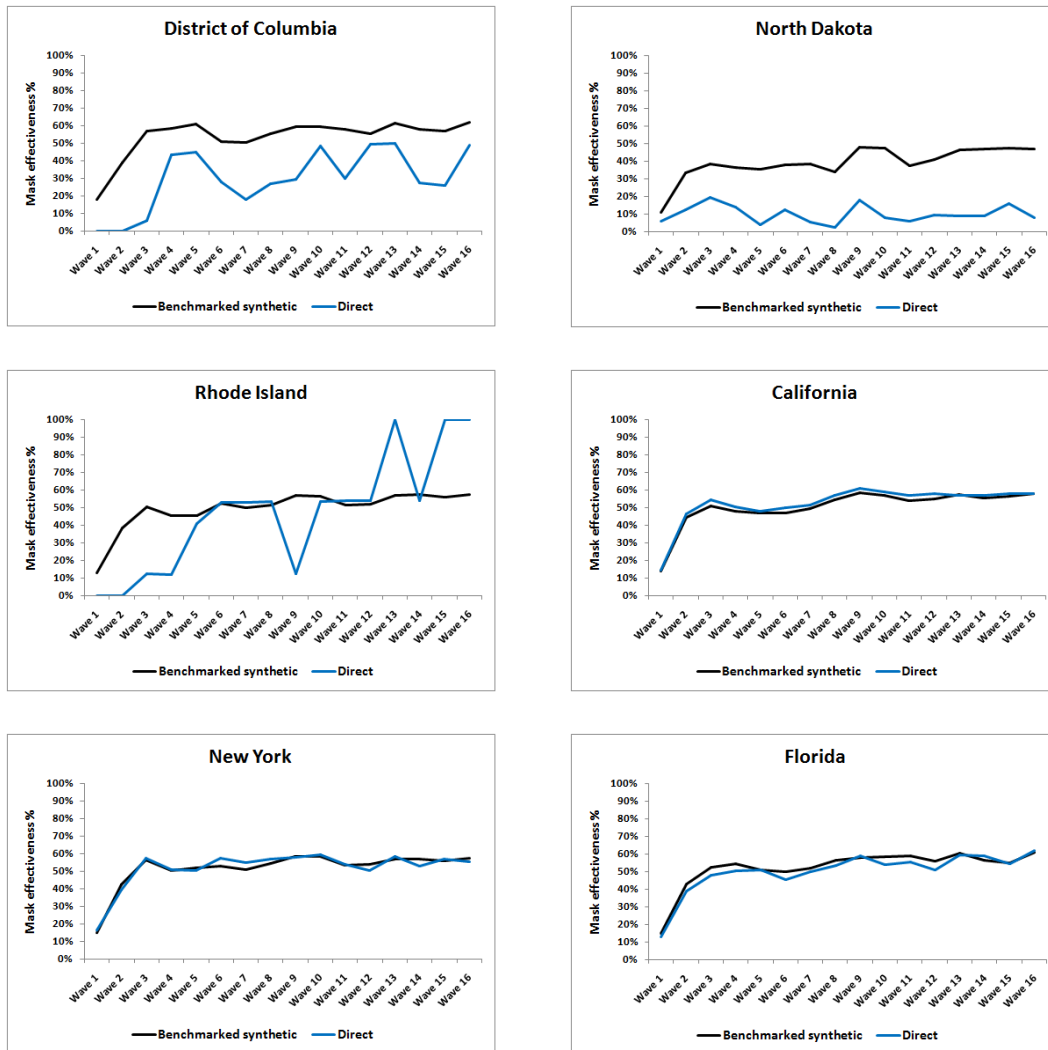 District of Columbia
Mask effectiveness %
100%
90%
80%
70%
60%
50%
40%
30%
20%
10%
0%
Wave 1
Wave 2
Wave 3
Wave 4
Wave 5
Wave 6
Wave 7
Wave 8
Wave 9
Wave 10
Wave 11
Wave 12
Wave 13
Wave 14
Wave 15
Wave 16
Benchmarked synthetic Direct
North Dakota
Mask effectiveness %
100%
90%
80%
70%
60%
50%
40%
30%
20%
10%
0%
Wave 1
Wave 2
Wave 3
Wave 4
Wave 5
Wave 6
Wave 7
Wave 8
Wave 9
Wave 10
Wave 11
Wave 12
Wave 13
Wave 14
Wave 15
Wave 16
Benchmarked synthetic Direct
Rhode Island
Mask effectiveness %
100%
90%
80%
70%
60%
50%
40%
30%
20%
10%
0%
Wave 1
Wave 2
Wave 3
Wave 4
Wave 5
Wave 6
Wave 7
Wave 8
Wave 9
Wave 10
Wave 11
Wave 12
Wave 13
Wave 14
Wave 15
Wave 16
Benchmarked synthetic Direct
California
Mask effectiveness %
100%
90%
80%
70%
60%
50%
40%
30%
20%
10%
0%
Wave 1
Wave 2
Wave 3
Wave 4
Wave 5
Wave 6
Wave 7
Wave 8
Wave 9
Wave 10
Wave 11
Wave 12
Wave 13
Wave 14
Wave 15
Wave 16
Benchmarked synthetic Direct
New York
Mask effectiveness %
100%
90%
80%
70%
60%
50%
40%
30%
20%
10%
0%
Wave 1
Wave 2
Wave 3
Wave 4
Wave 5
Wave 6
Wave 7
Wave 8
Wave 9
Wave 10
Wave 11
Wave 12
Wave 13
Wave 14
Wave 15
Wave 16
Benchmarked synthetic Direct
Florida
Mask effectiveness %
100%
90%
80%
70%
60%
50%
40%
30%
20%
10%
0%
Wave 1
Wave 2
Wave 3
Wave 4
Wave 5
Wave 6
Wave 7
Wave 8
Wave 9
Wave 10
Wave 11
Wave 12
Wave 13
Wave 14
Wave 15
Wave 16
Benchmarked synthetic Direct